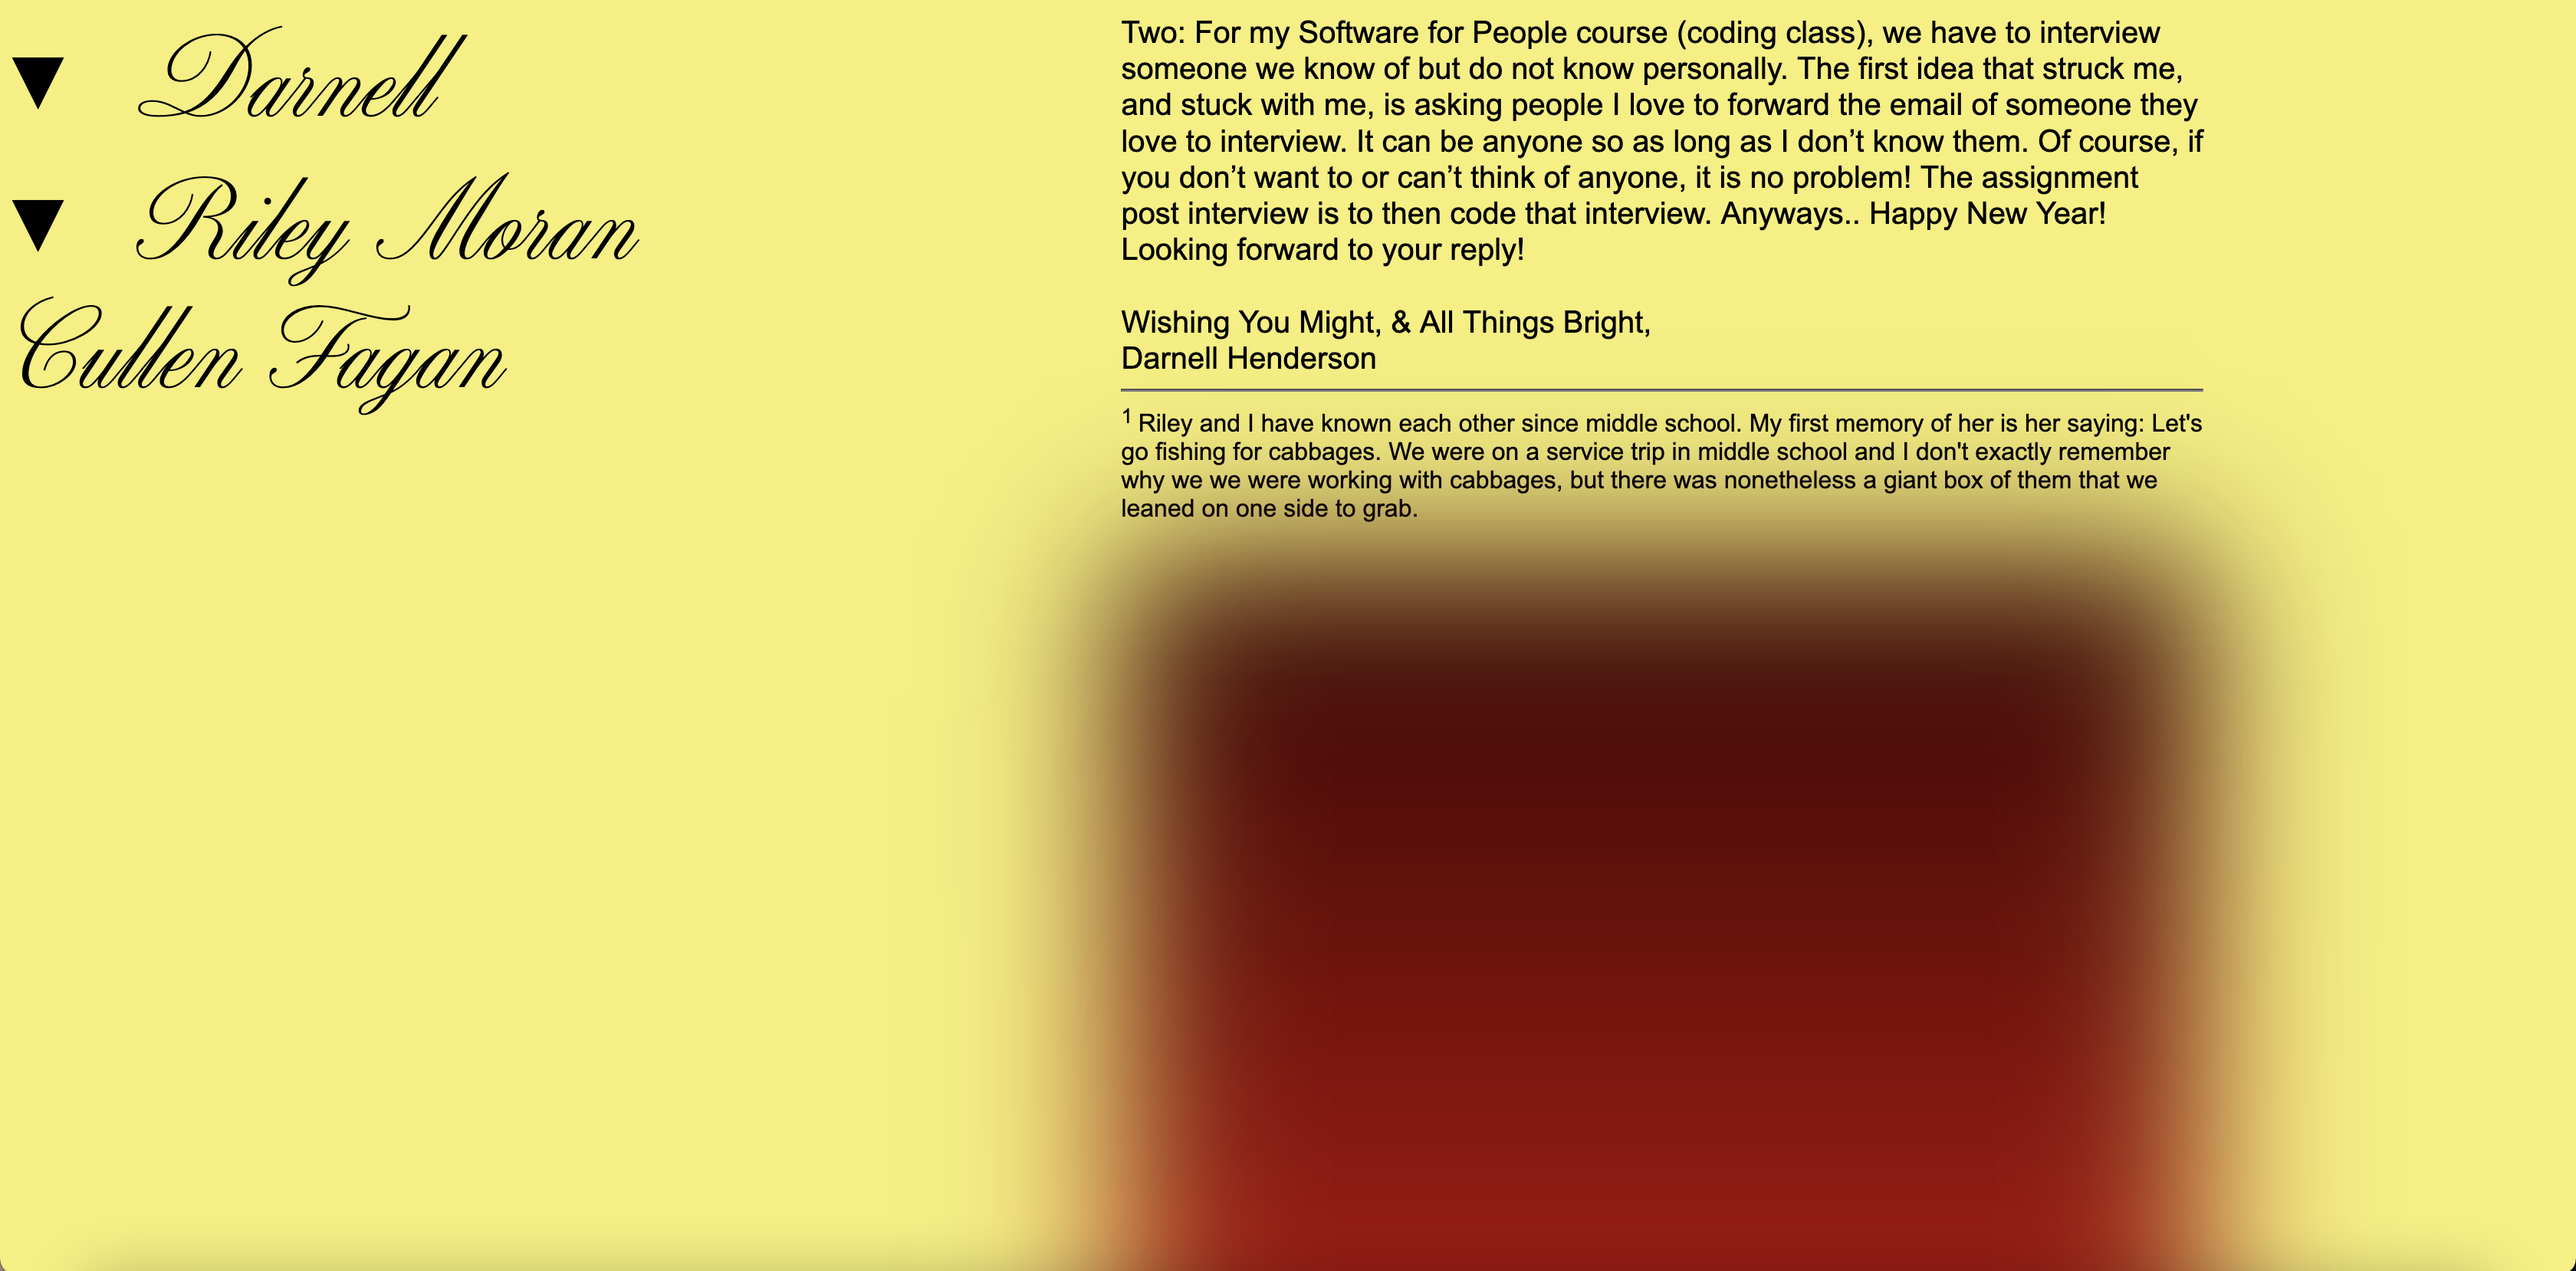 Darnell
Riley Moran
Cullen Fagan
Two: For my Software for People course (coding class), we have to interview
someone we know of but do not know personally. The first idea that struck me,
and stuck with me, is asking people I love to forward the email of someone they
love to interview. It can be anyone so as long as I don’t know them. Of course, if
you don’t want to or can’t think of anyone, it is no problem! The assignment
post interview is to then code that interview. Anyways.. Happy New Year!
Looking forward to your reply!
Wishing You Might, & All Things Bright,
Darnell Henderson
1 Riley and I have known each other since middle school. My first memory of her is her saying: Let's
go fishing for cabbages. We were on a service trip in middle school and I don't exactly remember
why we we were working with cabbages, but there was nonetheless a giant box of them that we
leaned on one side to grab.